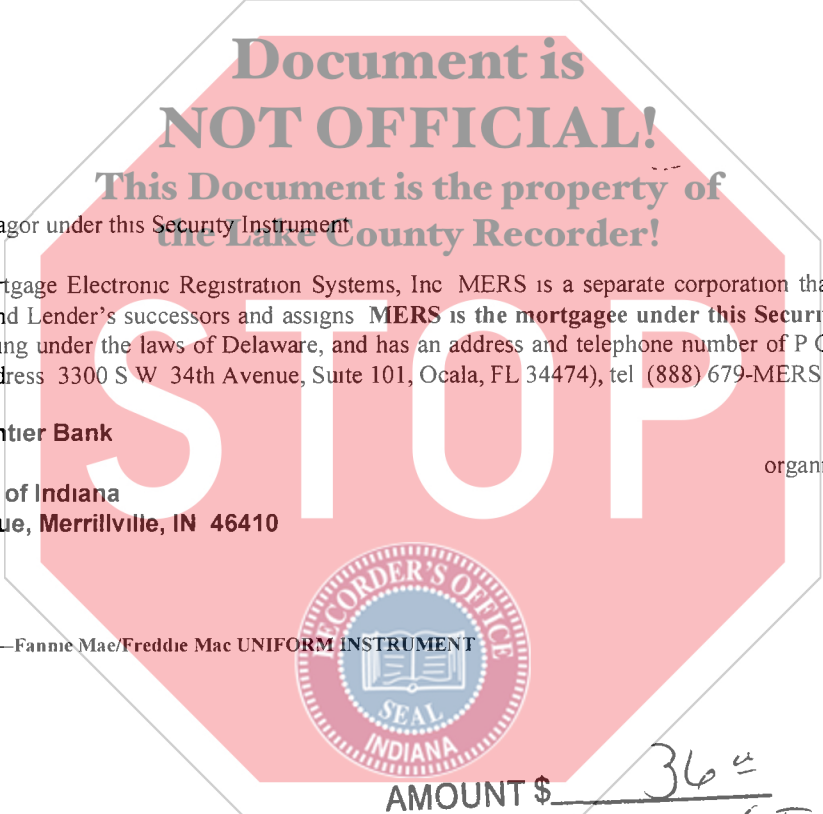 Document is
NOT OFFICIAL!
This Document is the property of
the Lake County Recorder!
agor under this Security Instrument
rtgage Electronic Registration Systems, Inc MERS is a separate corporation tha
nd Lender's successors and assigns MERS is the mortgagee under this Securi
ng under the laws of Delaware, and has an address and telephone number of P O
dress 3300 S W 34th Avenue, Suite 101, Ocala, FL 34474), tel (888) 679-MERS
STOP
ntier Bank
organi
of Indiana
ue, Merrillville, IN 46410
RECORDER'S OFFICE
—Fannie Mae/Freddie Mac UNIFORM INSTRUMENT
SEAL
INDIANA
AMOUNT $ 36